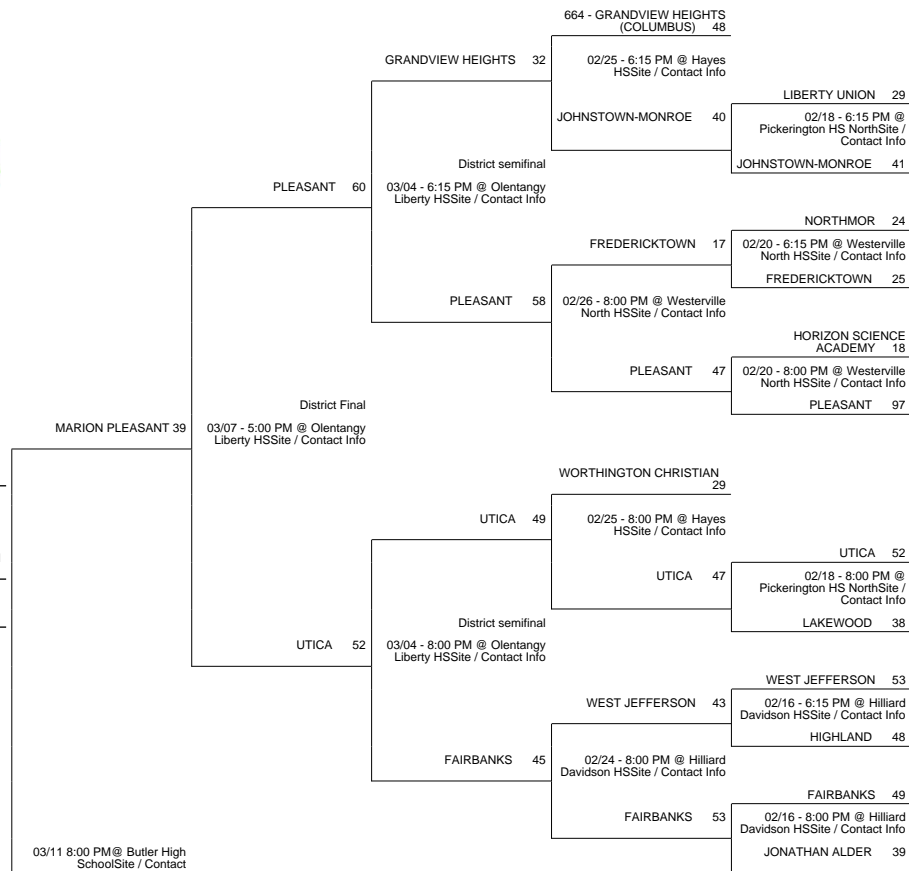 664 - GRANDVIEW HEIGHTS
(COLUMBUS) 48
GRANDVIEW HEIGHTS 32
02/25 - 6:15 PM @ Hayes
HSSite / Contact Info
LIBERTY UNION 29
JOHNSTOWN-MONROE 40
02/18 - 6:15 PM @
Pickerington HS NorthSite /
Contact Info
JOHNSTOWN-MONROE 41
District semifinal
PLEASANT 60
03/04 - 6:15 PM @ Olentangy
Liberty HSSite / Contact Info
NORTHMOR 24
FREDERICKTOWN 17
02/20 - 6:15 PM @ Westerville
North HSSite / Contact Info
FREDERICKTOWN 25
PLEASANT 58
02/26 - 8:00 PM @ Westerville
North HSSite / Contact Info
HORIZON SCIENCE
ACADEMY 18
PLEASANT 47
02/20 - 8:00 PM @ Westerville
North HSSite / Contact Info
PLEASANT 97
District Final
MARION PLEASANT 39
03/07 - 5:00 PM @ Olentangy
Liberty HSSite / Contact Info
WORTHINGTON CHRISTIAN
29
UTICA 49
02/25 - 8:00 PM @ Hayes
HSSite / Contact Info
UTICA 52
UTICA 47
02/18 - 8:00 PM @
Pickerington HS NorthSite /
Contact Info
LAKEWOOD 38
District semifinal
UTICA 52
03/04 - 8:00 PM @ Olentangy
Liberty HSSite / Contact Info
WEST JEFFERSON 53
WEST JEFFERSON 43
02/16 - 6:15 PM @ Hilliard
Davidson HSSite / Contact Info
HIGHLAND 48
FAIRBANKS 45
02/24 - 8:00 PM @ Hilliard
Davidson HSSite / Contact Info
FAIRBANKS 49
FAIRBANKS 53
02/16 - 8:00 PM @ Hilliard
Davidson HSSite / Contact Info
JONATHAN ALDER 39
03/11 8:00 PM@ Butler High
SchoolSite / Contact